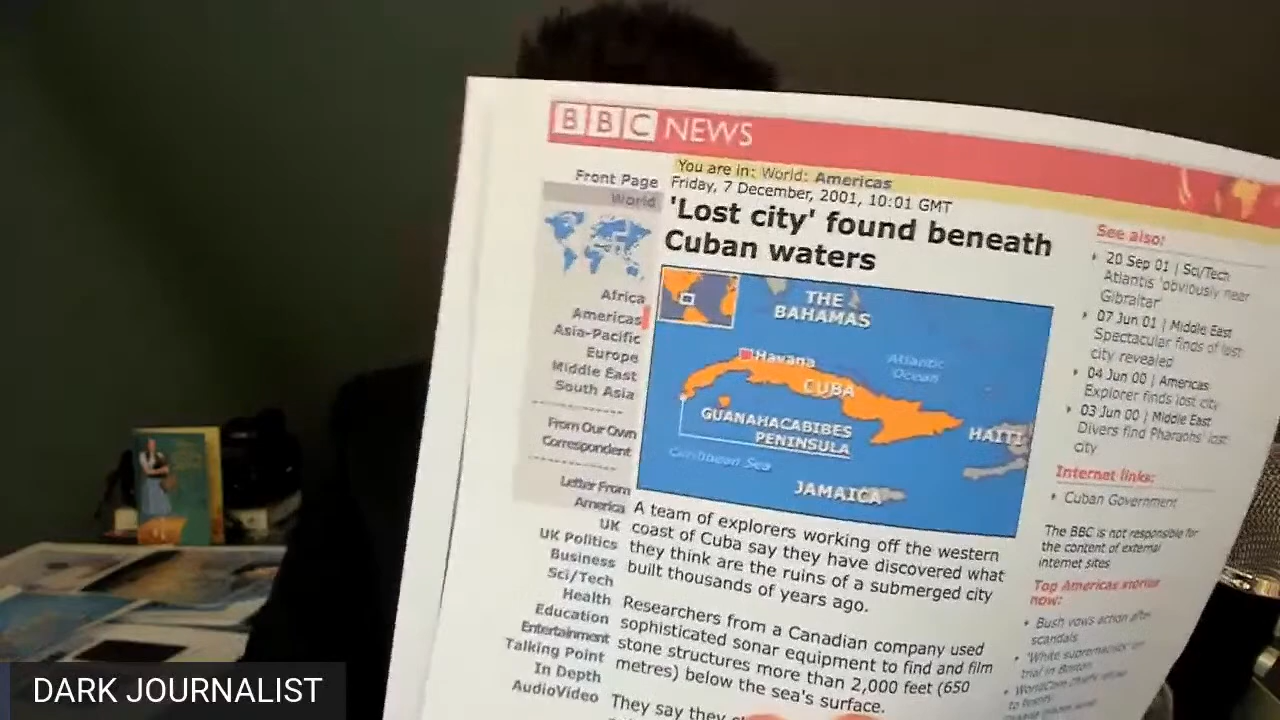 BBC NEWS
You are in: World: Americas
Friday, 7 December, 2001, 10:01 GMT
'Lost city' found beneath
Cuban waters
Front Page
World
Africa
Americas
Asia-Pacific
Europe
Middle East
South Asia
From Our Own
Correspondent
Letter From
America
UK
UK Politics
Business
Sci/Tech
Health
Education
Entertainment
Talking Point
In Depth
AudioVideo
THE
BAHAMAS
Havana
Atlantic
Ocean
CUBA
GUANAHACABIBES
PENINSULA
HAITI
Caribbean Sea
JAMAICA
A team of explorers working off the western
coast of Cuba say they have discovered what
they think are the ruins of a submerged city
built thousands of years ago.
Researchers from a Canadian company used
sophisticated sonar equipment to find and film
stone structures more than 2,000 feet (650
metres) below the sea's surface.
They say they
See also:
20 Sep 01 | Sci/Tech
Atlantis 'obviously near
Gibraltar'
07 Jun 01 | Middle East
Spectacular finds of lost
city revealed
04 Jun 00 | Americas
Explorer finds lost city
03 Jun 00 | Middle East
Divers find Pharaohs' lost
city
Internet links:
Cuban Government
The BBC is not responsible for
the content of external
internet sites
Top Americas stories
now:
Bush vows action after
scandals
'White supremacists' on
trial in Boston
DARK JOURNALIST